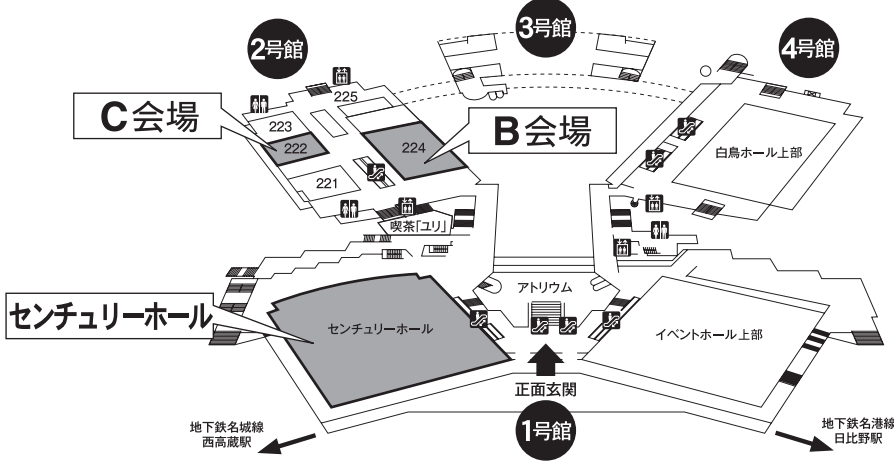 3号館
2号館
4号館
225
C会場
223
B会場
222
224
白鳥ホール上部
221
喫茶「ユリ」
アトリウム
センチュリーホール
センチュリーホール
イベントホール上部
正面玄関
1号館
地下鉄名城線
西高蔵駅
地下鉄名港線
日比野駅